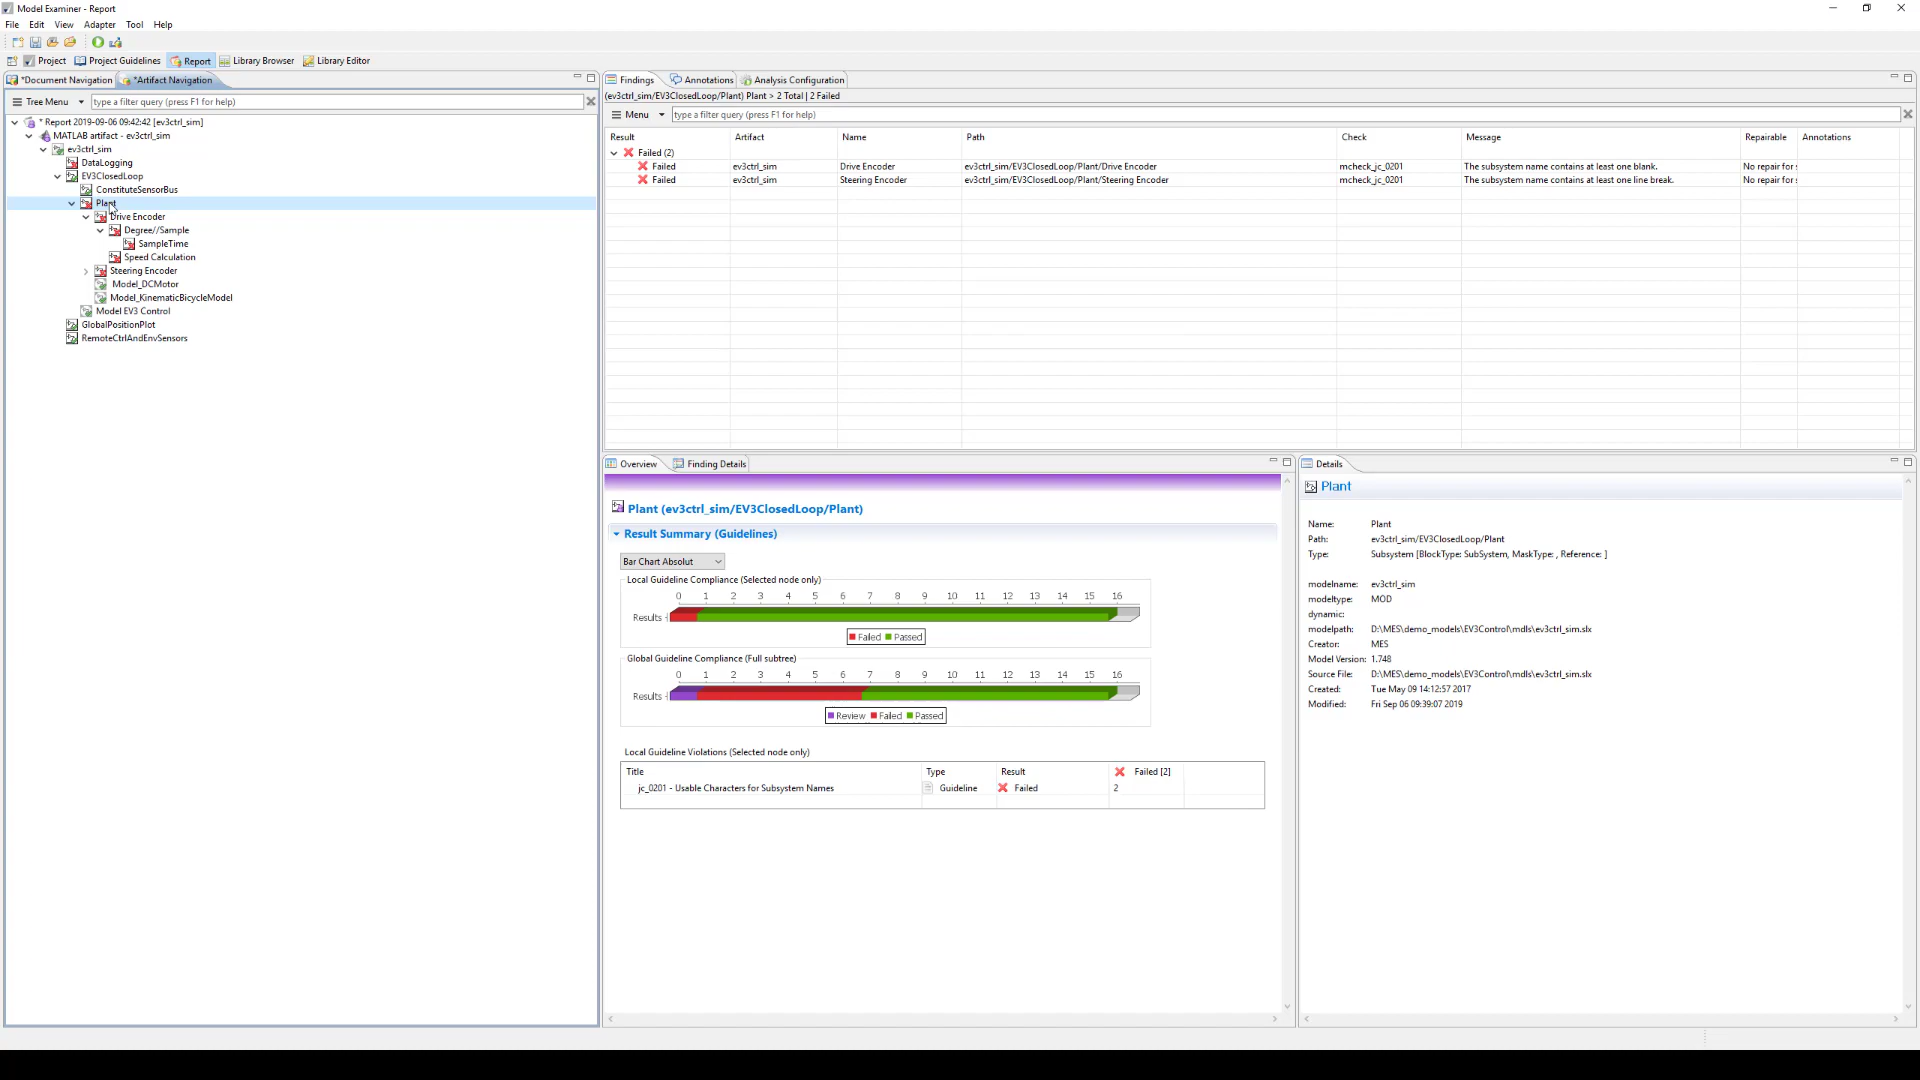 Model Examiner - Report
File Edit View Adapter Tool Help
Project Project Guidelines Report Library Browser Library Editor
*Document Navigation *Artifact Navigation
Tree Menu type a filter query (press F1 for help)
* Report 2019-09-06 09:42:42 [ev3ctrl_sim]
MATLAB artifact - ev3ctrl_sim
ev3ctrl_sim
DataLogging
EV3ClosedLoop
ConstituteSensorBus
Plant
Drive Encoder
Degree//Sample
SampleTime
Speed Calculation
Steering Encoder
Model_DCMotor
Model_KinematicBicycleModel
Model EV3 Control
GlobalPositionPlot
RemoteCtrlAndEnvSensors
Findings Annotations Analysis Configuration
(ev3ctrl_sim/EV3ClosedLoop/Plant) Plant > 2 Total | 2 Failed
Menu type a filter query (press F1 for help)
Result Artifact Name Path Check Message Repairable Annotations
Failed (2)
Failed ev3ctrl_sim Drive Encoder ev3ctrl_sim/EV3ClosedLoop/Plant/Drive Encoder mcheck_jc_0201 The subsystem name contains at least one blank. No repair for
Failed ev3ctrl_sim Steering Encoder ev3ctrl_sim/EV3ClosedLoop/Plant/Steering Encoder mcheck_jc_0201 The subsystem name contains at least one line break. No repair for
Overview Finding Details
Plant (ev3ctrl_sim/EV3ClosedLoop/Plant)
Result Summary (Guidelines)
Bar Chart Absolut
Local Guideline Compliance (Selected node only)
0 1 2 3 4 5 6 7 8 9 10 11 12 13 14 15 16
Results
Failed Passed
Global Guideline Compliance (Full subtree)
0 1 2 3 4 5 6 7 8 9 10 11 12 13 14 15 16
Results
Review Failed Passed
Local Guideline Violations (Selected node only)
Title Type Result Failed [2]
jc_0201 - Usable Characters for Subsystem Names Guideline Failed 2
Details
Plant
Name: Plant
Path: ev3ctrl_sim/EV3ClosedLoop/Plant
Type: Subsystem [BlockType: SubSystem, MaskType: , Reference: ]
modelname: ev3ctrl_sim
modeltype: MOD
dynamic:
modelpath: D:\MES\demo_models\EV3Control\mdls\ev3ctrl_sim.slx
Creator: MES
Model Version: 1.748
Source File: D:\MES\demo_models\EV3Control\mdls\ev3ctrl_sim.slx
Created: Tue May 09 14:12:57 2017
Modified: Fri Sep 06 09:39:07 2019